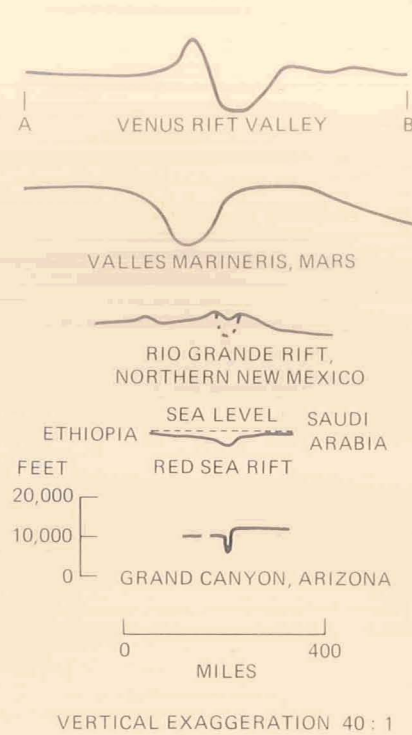 A VENUS RIFT VALLEY B
VALLES MARINERIS, MARS
RIO GRANDE RIFT,
NORTHERN NEW MEXICO
SEA LEVEL
ETHIOPIA
SAUDI
ARABIA
RED SEA RIFT
FEET
20,000
10,000
0
GRAND CANYON, ARIZONA
0 400
MILES
VERTICAL EXAGGERATION 40 : 1